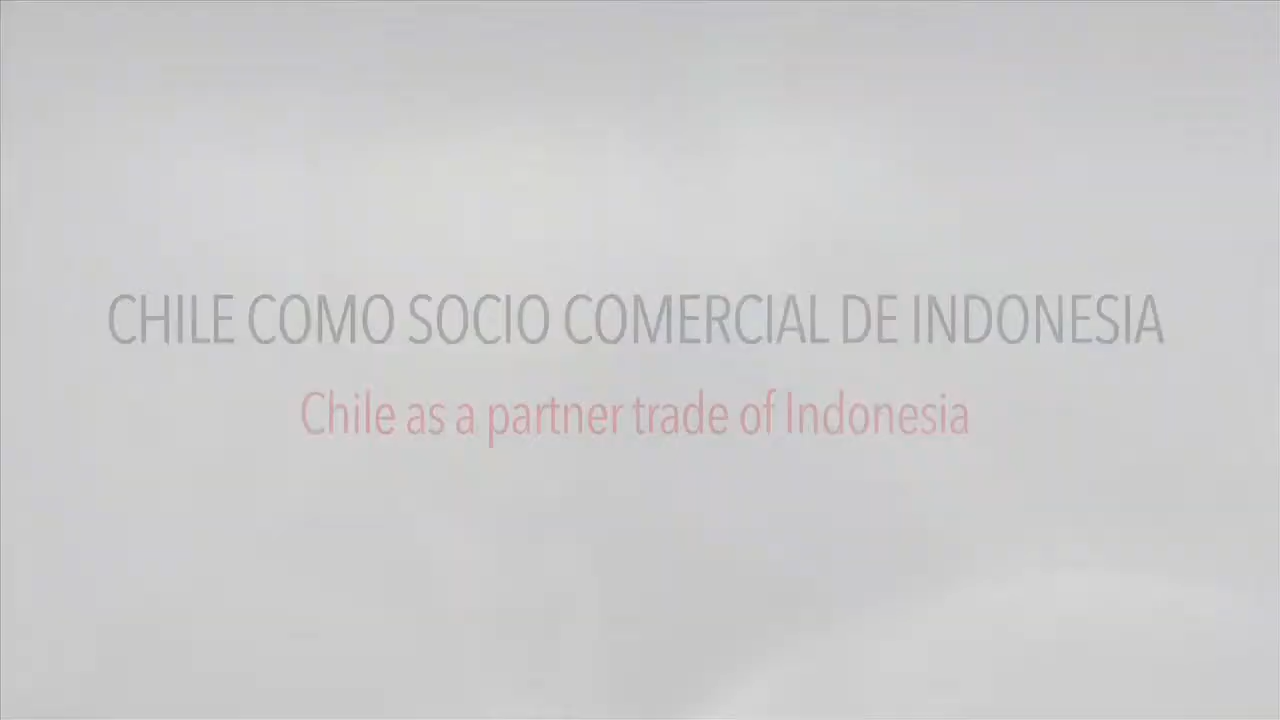 CHILE COMO SOCIO COMERCIAL DE INDONESIA
Chile as a partner trade of Indonesia